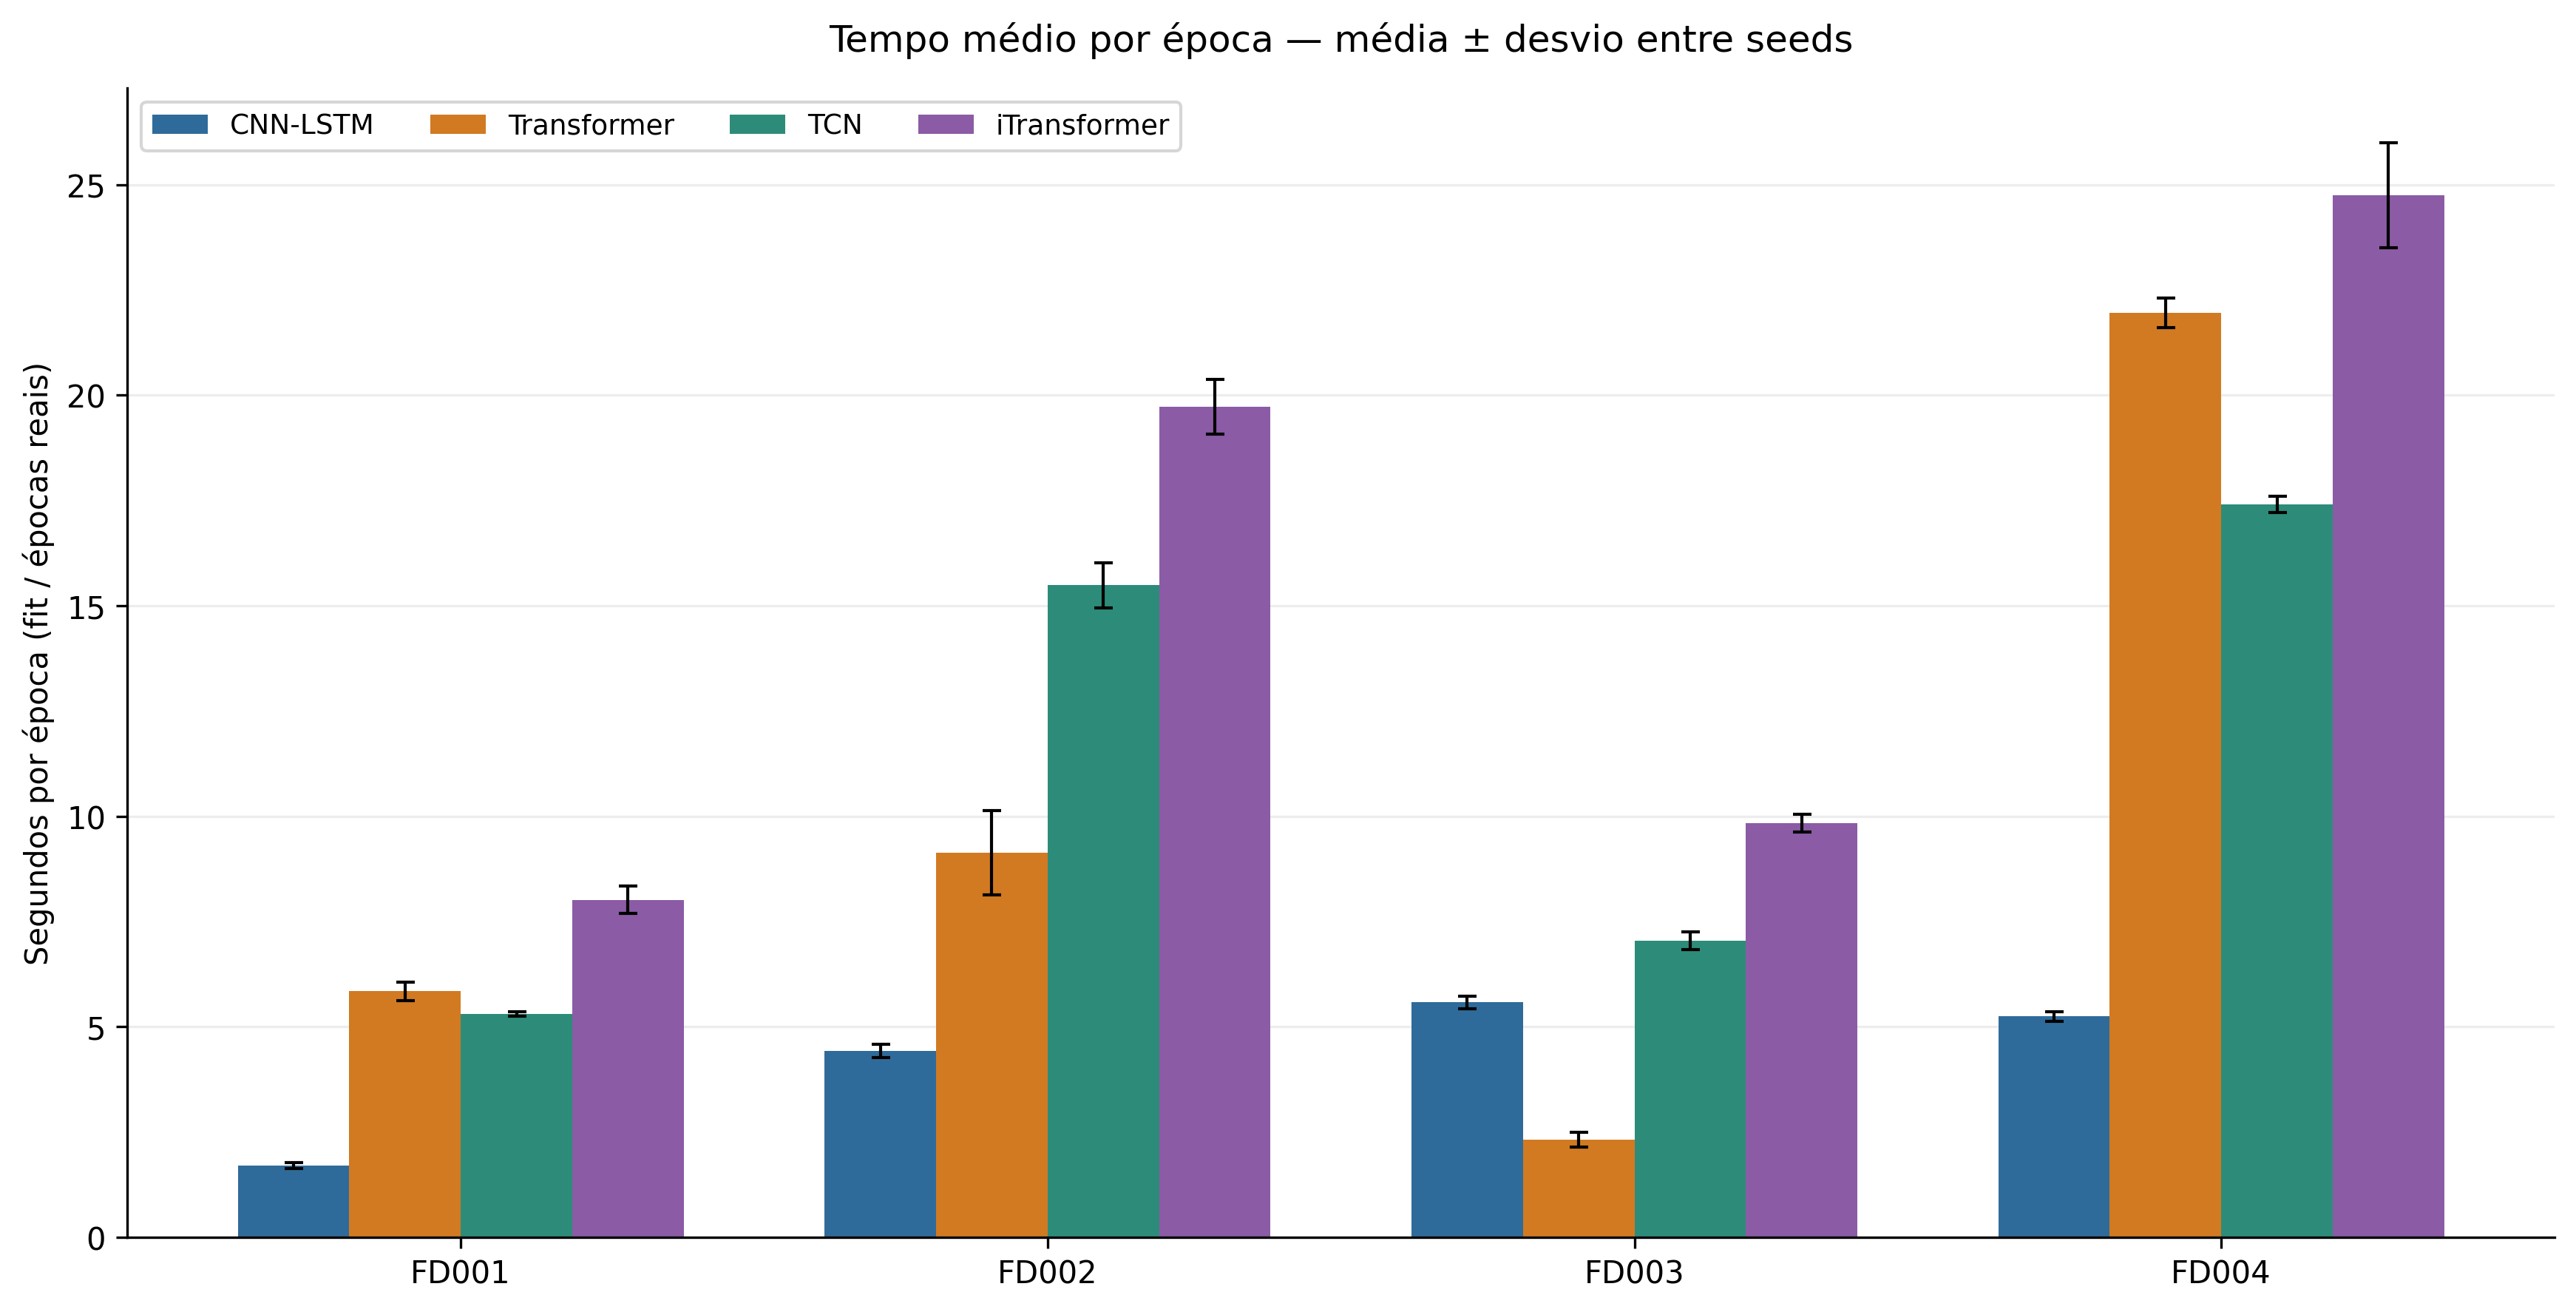 Tempo médio por época — média ± desvio entre seeds
CNN-LSTM Transformer TCN iTransformer
Segundos por época (fit / épocas reais)
25
20
15
10
5
0
FD001 FD002 FD003 FD004